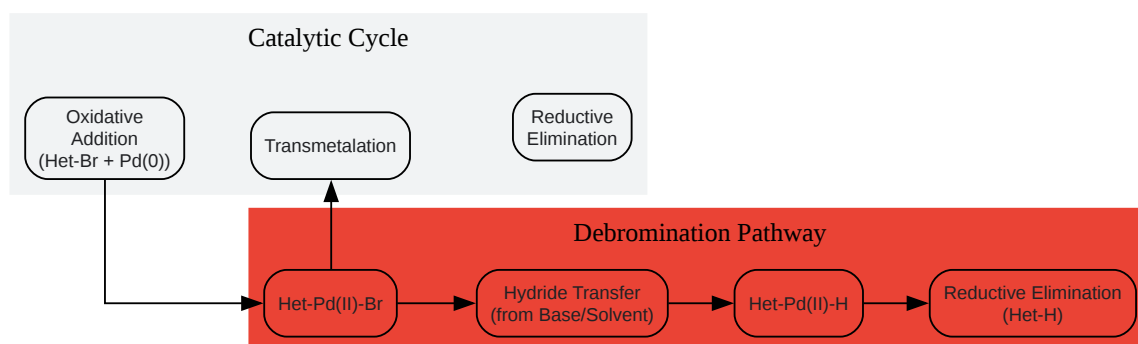 Catalytic Cycle
Oxidative
Addition
(Het-Br + Pd(0))
Transmetalation
Reductive
Elimination
Debromination Pathway
Het-Pd(II)-Br
Hydride Transfer
(from Base/Solvent)
Het-Pd(II)-H
Reductive Elimination
(Het-H)